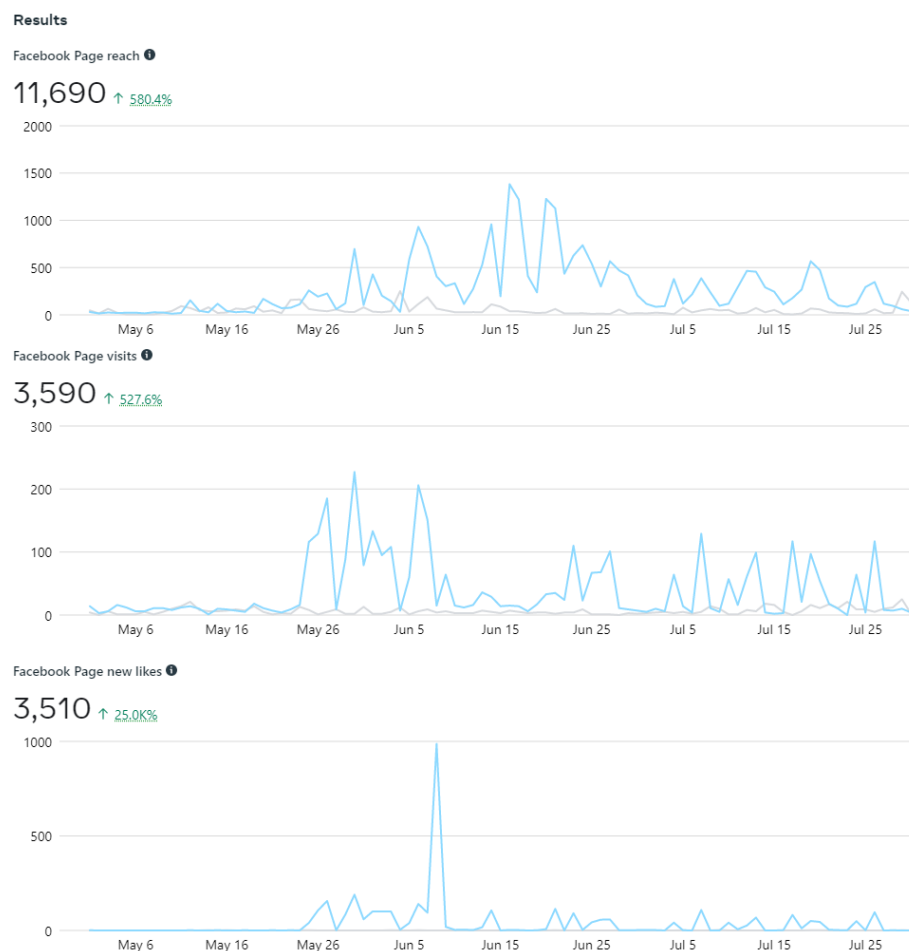 Results
Facebook Page reach
11,690 ↑ 580.4%
2000
1500
1000
500
0
May 6 May 16 May 26 Jun 5 Jun 15 Jun 25 Jul 5 Jul 15 Jul 25
Facebook Page visits
3,590 ↑ 527.6%
300
200
100
0
May 6 May 16 May 26 Jun 5 Jun 15 Jun 25 Jul 5 Jul 15 Jul 25
Facebook Page new likes
3,510 ↑ 25.0K%
1000
500
0
May 6 May 16 May 26 Jun 5 Jun 15 Jun 25 Jul 5 Jul 15 Jul 25